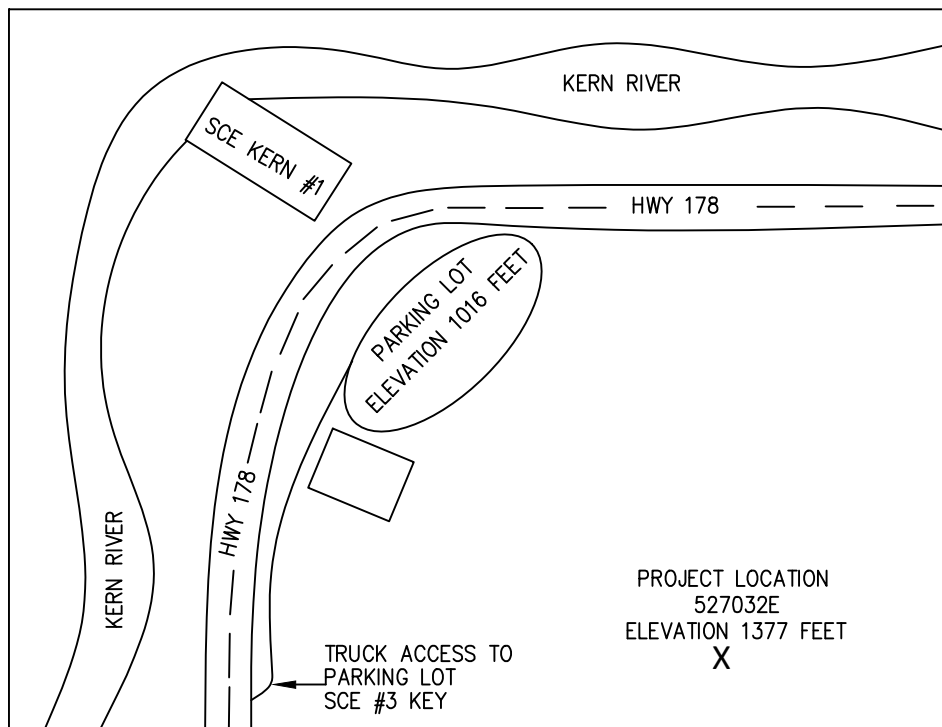 KERN RIVER
SCE KERN #1
HWY 178
PARKING LOT
ELEVATION 1016 FEET
HWY 178
KERN RIVER
PROJECT LOCATION
527032E
ELEVATION 1377 FEET
X
TRUCK ACCESS TO
PARKING LOT
SCE #3 KEY